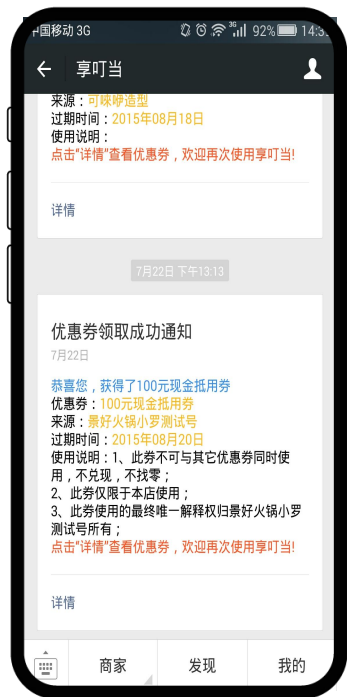 中国移动 3G 3G 92% 14:3
享叮当
来源：可唻咿造型
过期时间：2015年08月18日
使用说明：
点击“详情”查看优惠券，欢迎再次使用享叮当!
详情
7月22日 下午13:13
优惠券领取成功通知
7月22日
恭喜您，获得了100元现金抵用券
优惠券：100元现金抵用券
来源：景好火锅小罗测试号
过期时间：2015年08月20日
使用说明：1、此券不可与其它优惠券同时使
用，不兑现，不找零；
2、此券仅限于本店使用；
3、此券使用的最终唯一解释权归景好火锅小罗
测试号所有；
点击“详情”查看优惠券，欢迎再次使用享叮当!
详情
商家 发现 我的